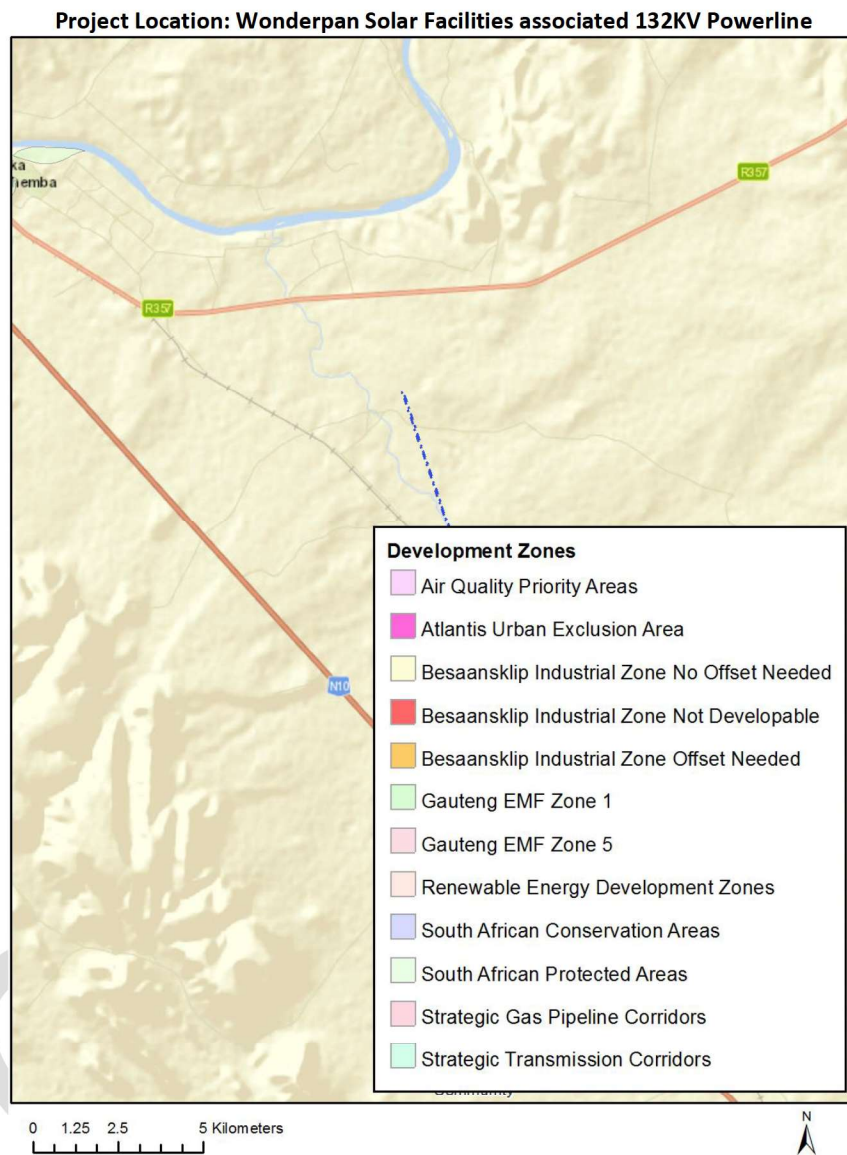 Project Location: Wonderpan Solar Facilities associated 132KV Powerline
R357
R357
N10
Development Zones
Air Quality Priority Areas
Atlantis Urban Exclusion Area
Besaansklip Industrial Zone No Offset Needed
Besaansklip Industrial Zone Not Developable
Besaansklip Industrial Zone Offset Needed
Gauteng EMF Zone 1
Gauteng EMF Zone 5
Renewable Energy Development Zones
South African Conservation Areas
South African Protected Areas
Strategic Gas Pipeline Corridors
Strategic Transmission Corridors
0 1.25 2.5 5 Kilometers
N